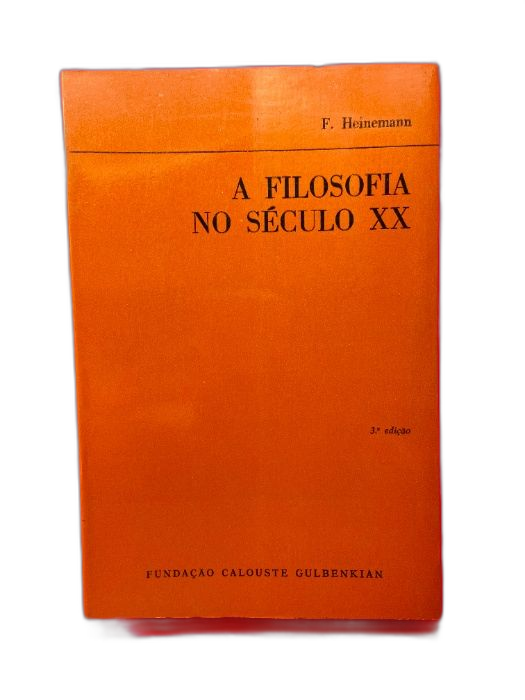 F. Heinemann
A FILOSOFIA
NO SÉCULO XX
3.ª edição
FUNDAÇÃO CALOUSTE GULBENKIAN